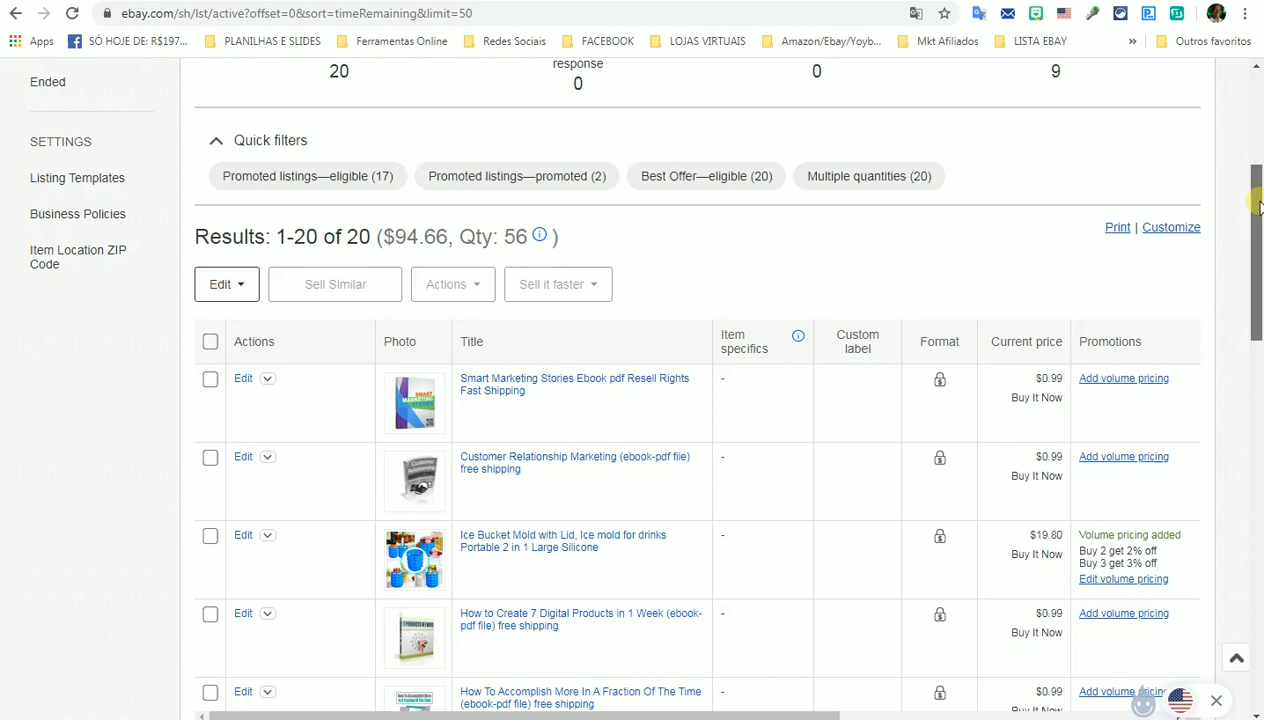 ebay.com/sh/lst/active?offset=0&sort=timeRemaining&limit=50
Apps
SÓ HOJE DE: R$197...
PLANILHAS E SLIDES
Ferramentas Online
Redes Sociais
FACEBOOK
LOJAS VIRTUAIS
Amazon/Ebay/Yoyb...
Mkt Afiliados
LISTA EBAY
»
Outros favoritos
Ended
SETTINGS
Listing Templates
Business Policies
Item Location ZIP
Code
20
response
0
0
9
Quick filters
Promoted listings—eligible (17)
Promoted listings—promoted (2)
Best Offer—eligible (20)
Multiple quantities (20)
Results: 1-20 of 20 ($94.66, Qty: 56 )
Print | Customize
Edit
Sell Similar
Actions
Sell it faster
Actions
Photo
Title
Item
specifics
Custom
label
Format
Current price
Promotions
Edit
Smart Marketing Stories Ebook pdf Resell Rights
Fast Shipping
-
$0.99
Buy It Now
Add volume pricing
Edit
Customer Relationship Marketing (ebook-pdf file)
free shipping
-
$0.99
Buy It Now
Add volume pricing
Edit
Ice Bucket Mold with Lid, Ice mold for drinks
Portable 2 in 1 Large Silicone
-
$19.80
Buy It Now
Volume pricing added
Buy 2 get 2% off
Buy 3 get 3% off
Edit volume pricing
Edit
How to Create 7 Digital Products in 1 Week (ebook-
pdf file) free shipping
-
$0.99
Buy It Now
Add volume pricing
Edit
How To Accomplish More In A Fraction Of The Time
(ebook-pdf file) free shipping
-
$0.99
Buy It Now
Add volume